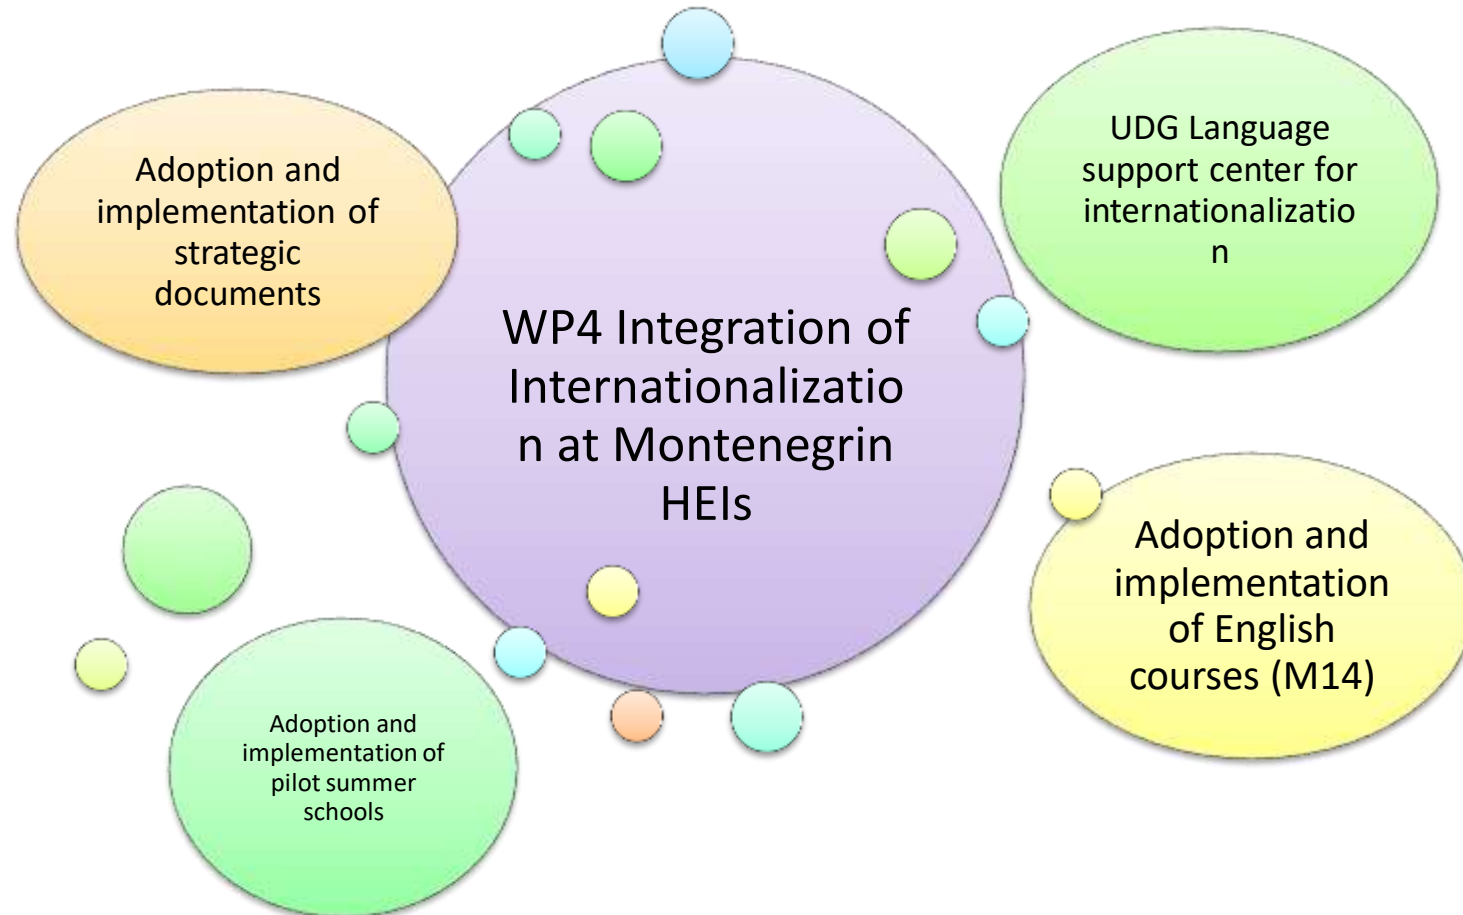 Adoption and
implementation of
strategic
documents
UDG Language
support center for
internationalizatio
n
WP4 Integration of
Internationalizatio
n at Montenegrin
HEIs
Adoption and
implementation
of English
courses (M14)
Adoption and
implementation of
pilot summer
schools